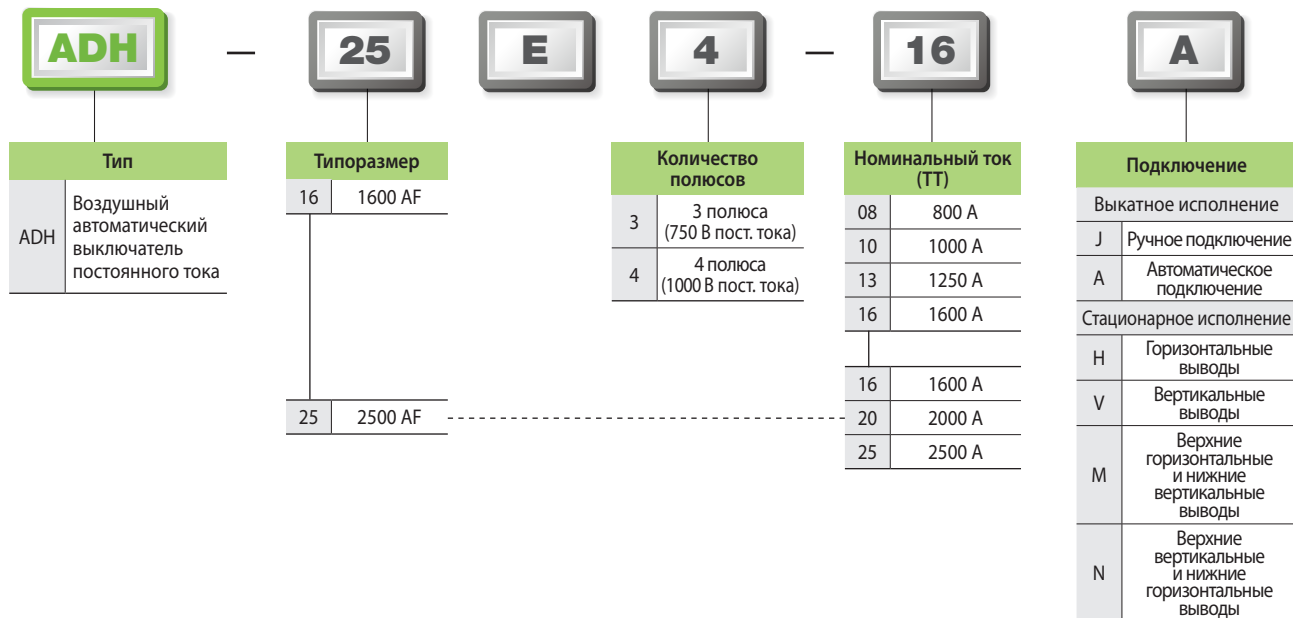 ADH — 25 E 4 — 16 A
Тип
ADH
Воздушный
автоматический
выключатель
постоянного тока
Типоразмер
16 1600 AF
25 2500 AF
Количество
полюсов
3
3 полюса
(750 В пост. тока)
4
4 полюса
(1000 В пост. тока)
Номинальный ток
(ТТ)
08 800 А
10 1000 А
13 1250 А
16 1600 А
16 1600 А
20 2000 А
25 2500 А
Подключение
Выкатное исполнение
J Ручное подключение
A
Автоматическое
подключение
Стационарное исполнение
H
Горизонтальные
выводы
V
Вертикальные
выводы
M
Верхние
горизонтальные
и нижние
вертикальные
выводы
N
Верхние
вертикальные
и нижние
горизонтальные
выводы